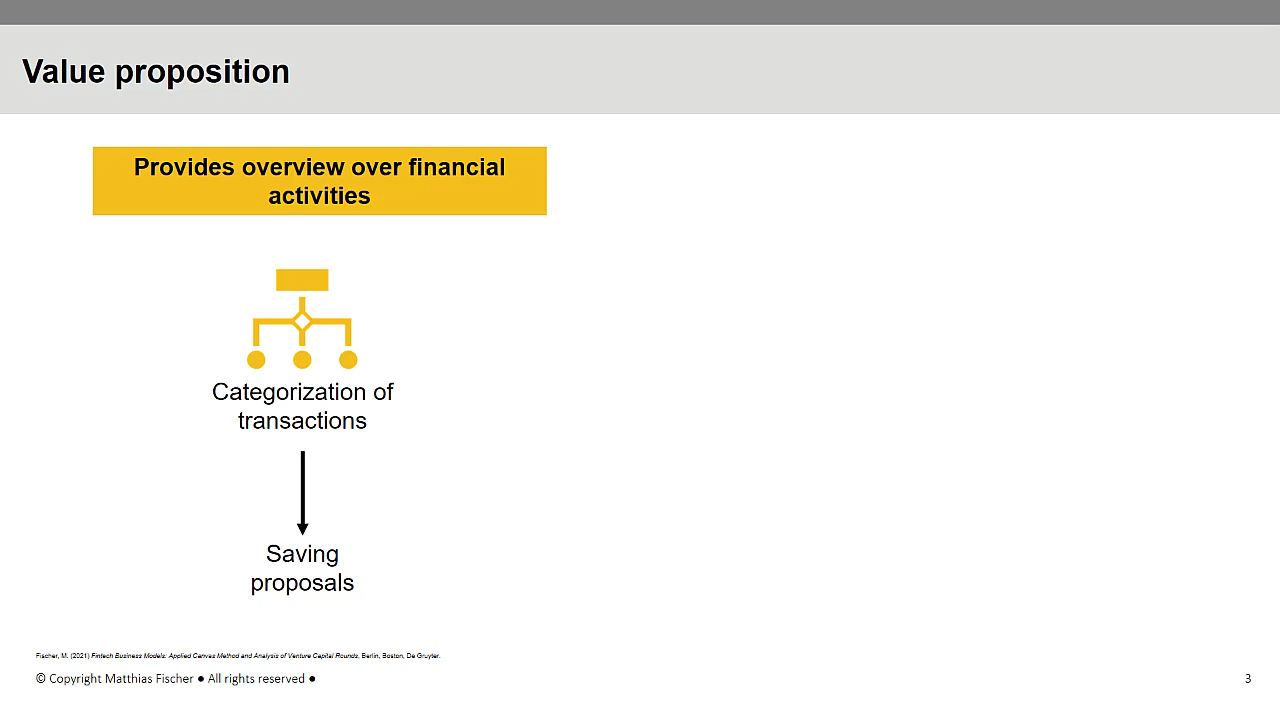 Value proposition
Provides overview over financial
activities
Categorization of
transactions
Saving
proposals
Fischer, M. (2021) Fintech Business Models: Applied Canvas Method and Analysis of Venture Capital Rounds, Berlin, Boston, De Gruyter.
© Copyright Matthias Fischer ● All rights reserved ●
3